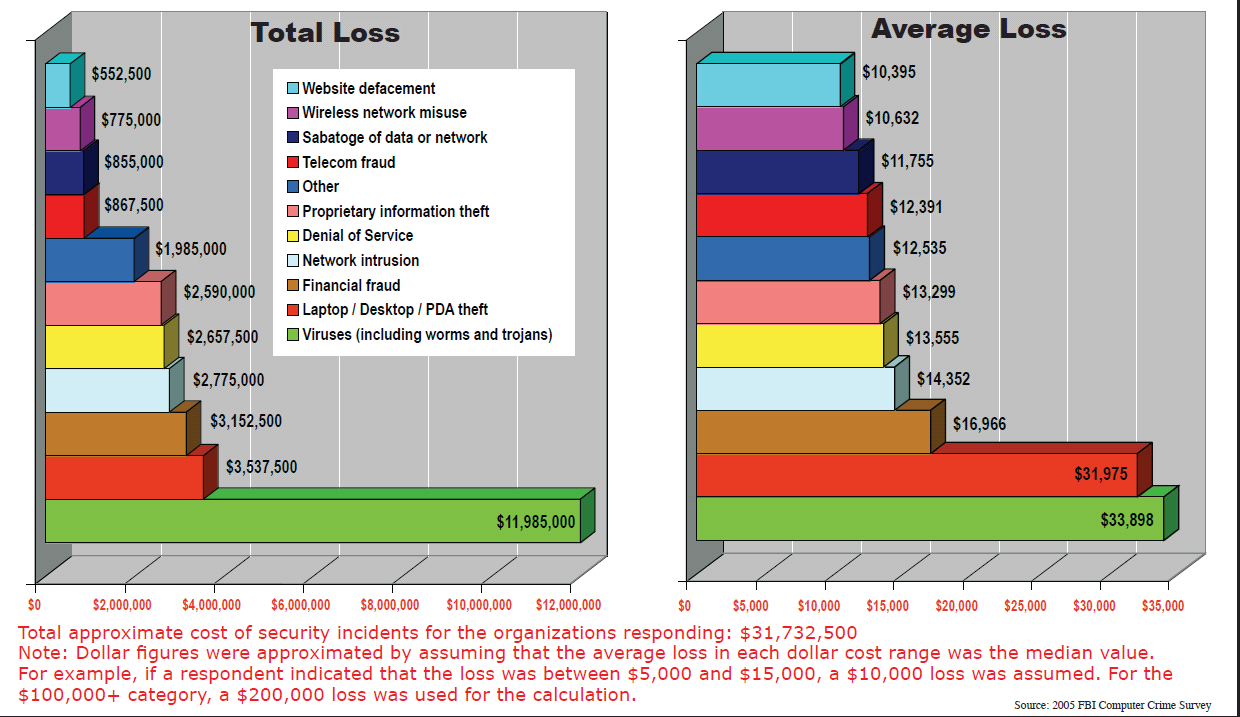 Total Loss
$552,500
$775,000
$855,000
$867,500
$1,985,000
$2,590,000
$2,657,500
$2,775,000
$3,152,500
$3,537,500
$11,985,000
Website defacement
Wireless network misuse
Sabatoge of data or network
Telecom fraud
Other
Proprietary information theft
Denial of Service
Network intrusion
Financial fraud
Laptop / Desktop / PDA theft
Viruses (including worms and trojans)
$0 $2,000,000 $4,000,000 $6,000,000 $8,000,000 $10,000,000 $12,000,000
Average Loss
$10,395
$10,632
$11,755
$12,391
$12,535
$13,299
$13,555
$14,352
$16,966
$31,975
$33,898
$0 $5,000 $10,000 $15,000 $20,000 $25,000 $30,000 $35,000
Total approximate cost of security incidents for the organizations responding: $31,732,500
Note: Dollar figures were approximated by assuming that the average loss in each dollar cost range was the median value.
For example, if a respondent indicated that the loss was between $5,000 and $15,000, a $10,000 loss was assumed. For the
$100,000+ category, a $200,000 loss was used for the calculation.
Source: 2005 FBI Computer Crime Survey